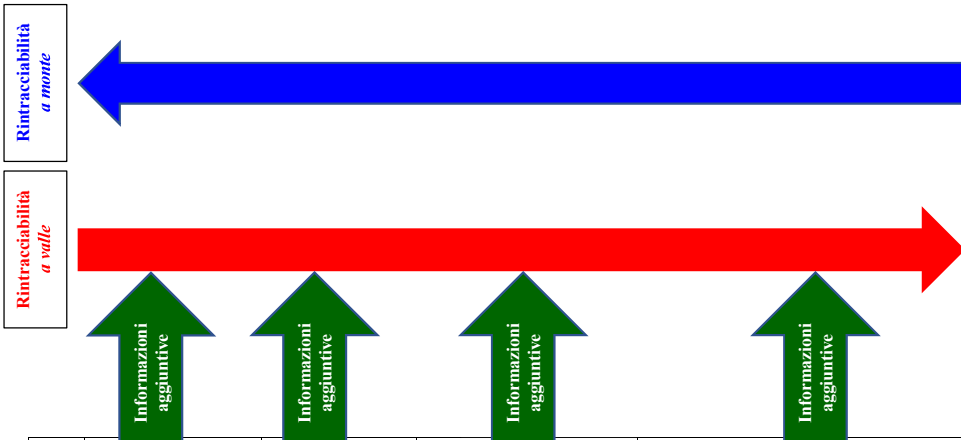 Rintracciabilità
a monte
Rintracciabilità
a valle
Informazioni
aggiuntive
Informazioni
aggiuntive
Informazioni
aggiuntive
Informazioni
aggiuntive